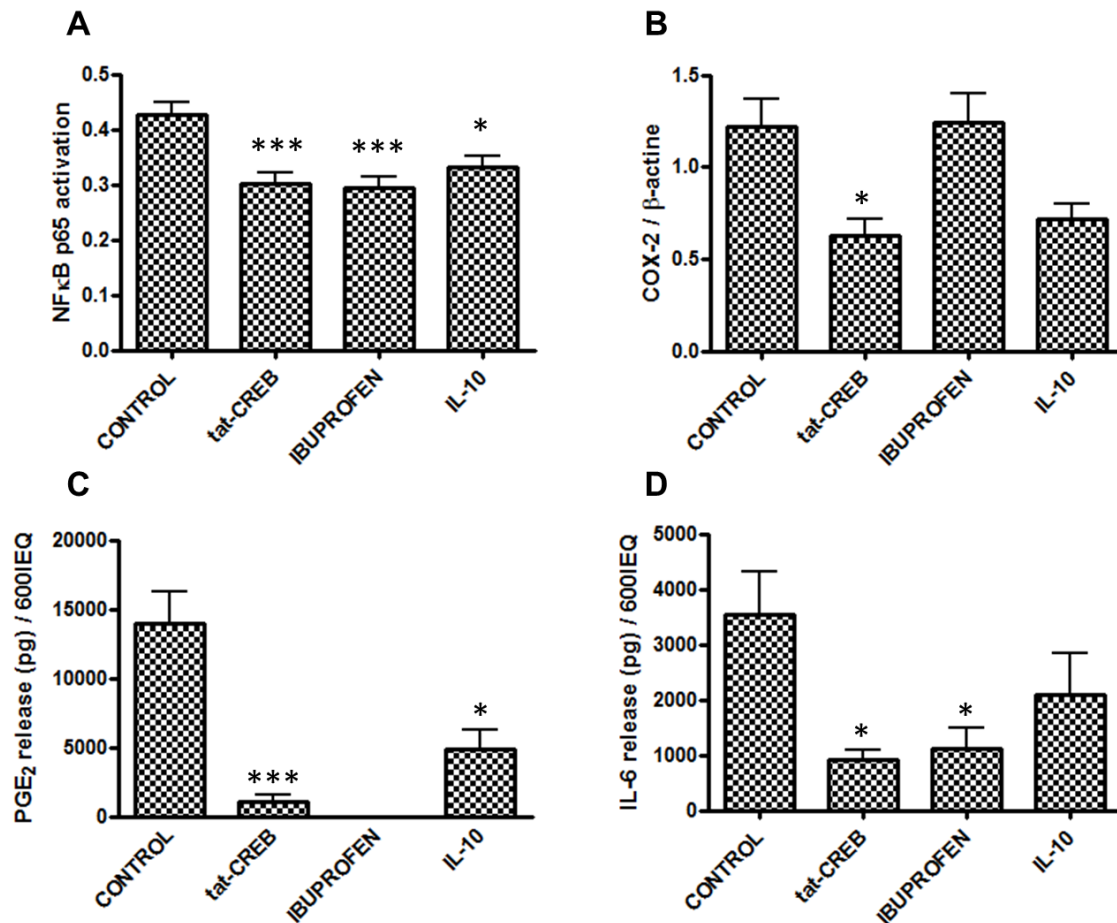 A
NFκB p65 activation
0.5
0.4
0.3
0.2
0.1
0.0
***
***
*
CONTROL
tat-CREB
IBUPROFEN
IL-10
B
COX-2 / β-actine
1.5
1.0
0.5
0.0
*
CONTROL
tat-CREB
IBUPROFEN
IL-10
C
PGE₂ release (pg) / 600IEQ
20000
15000
10000
5000
0
***
*
CONTROL
tat-CREB
IBUPROFEN
IL-10
D
IL-6 release (pg) / 600IEQ
5000
4000
3000
2000
1000
0
*
*
CONTROL
tat-CREB
IBUPROFEN
IL-10